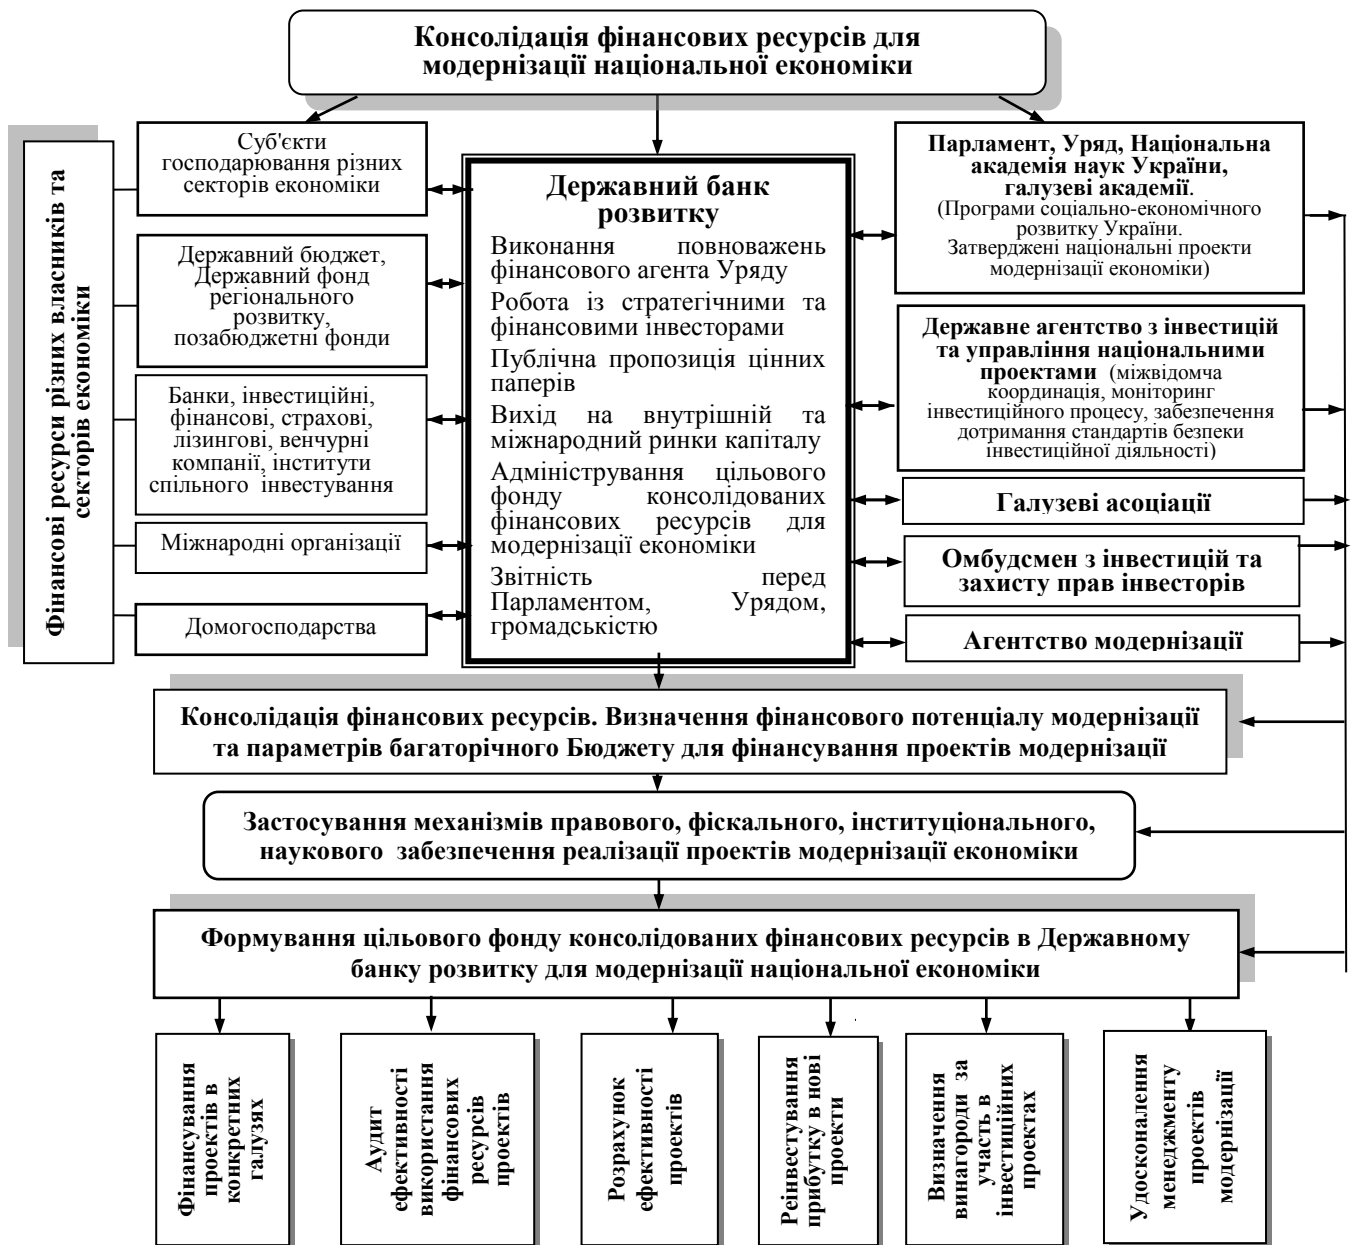 Консолідація фінансових ресурсів для
модернізації національної економіки
Фінансові ресурси різних власників та
секторів економіки
Суб'єкти
господарювання різних
секторів економіки
Державний бюджет,
Державний фонд
регіонального
розвитку,
позабюджетні фонди
Банки, інвестиційні,
фінансові, страхові,
лізингові, венчурні
компанії, інститути
спільного інвестування
Міжнародні організації
Домогосподарства
Державний банк
розвитку
Виконання повноважень
фінансового агента Уряду
Робота із стратегічними та
фінансовими інвесторами
Публічна пропозиція цінних
паперів
Вихід на внутрішній та
міжнародний ринки капіталу
Адміністрування цільового
фонду консолідованих
фінансових ресурсів для
модернізації економіки
Звітність перед
Парламентом, Урядом,
громадськістю
Парламент, Уряд, Національна
академія наук України,
галузеві академії.
(Програми соціально-економічного
розвитку України.
Затверджені національні проекти
модернізації економіки)
Державне агентство з інвестицій
та управління національними
проектами (міжвідомча
координація, моніторинг
інвестиційного процесу, забезпечення
дотримання стандартів безпеки
інвестиційної діяльності)
Галузеві асоціації
Омбудсмен з інвестицій та
захисту прав інвесторів
Агентство модернізації
Консолідація фінансових ресурсів. Визначення фінансового потенціалу модернізації
та параметрів багаторічного Бюджету для фінансування проектів модернізації
Застосування механізмів правового, фіскального, інституціонального,
наукового забезпечення реалізації проектів модернізації економіки
Формування цільового фонду консолідованих фінансових ресурсів в Державному
банку розвитку для модернізації національної економіки
Фінансування
проектів в
конкретних
галузях
Аудит
ефективності
використання
фінансових
ресурсів
проектів
Розрахунок
ефективності
проектів
Реінвестування
прибутку в нові
проекти
Визначення
винагороди за
участь в
інвестиційних
проектах
Удосконалення
менеджменту
проектів
модернізації